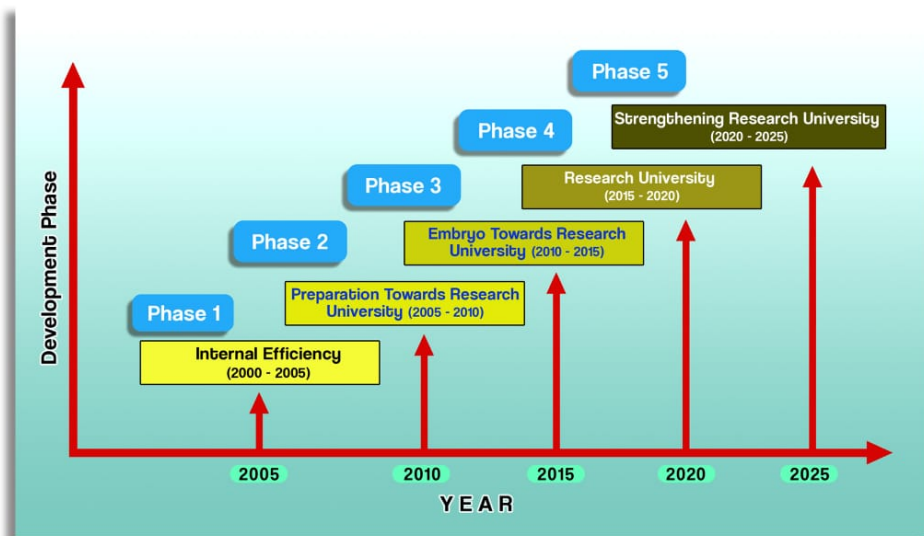 Phase 5
Strengthening Research University
(2020 - 2025)
Phase 4
Research University
(2015 - 2020)
Phase 3
Embryo Towards Research
University (2010 - 2015)
Phase 2
Preparation Towards Research
University (2005 - 2010)
Phase 1
Internal Efficiency
(2000 - 2005)
Development Phase
2005 2010 2015 2020 2025
YEAR